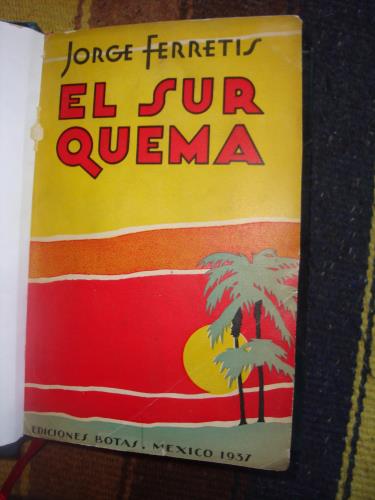 JORGE FERRETIS
EL SUR
QUEMA
EDICIONES BOTAS. MEXICO 1937